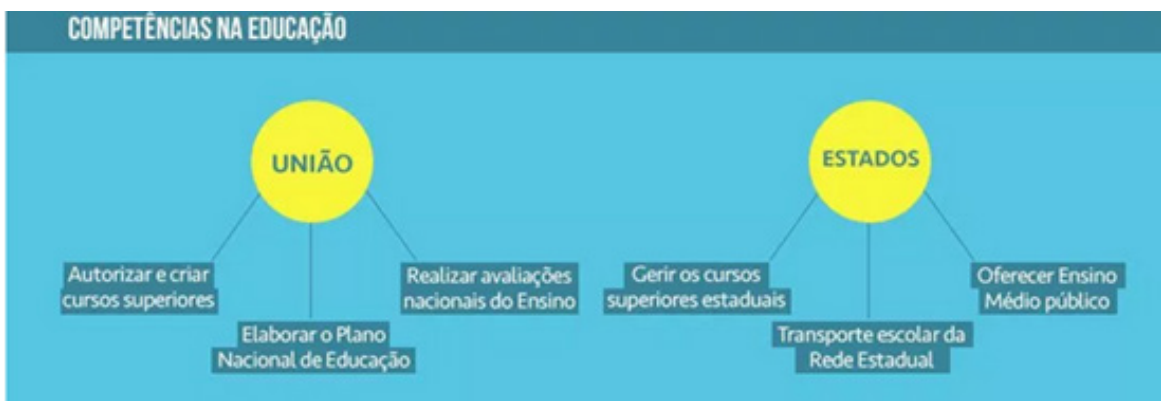 COMPETÊNCIAS NA EDUCAÇÃO
UNIÃO
Autorizar e criar
cursos superiores
Elaborar o Plano
Nacional de Educação
Realizar avaliações
nacionais do Ensino
ESTADOS
Gerir os cursos
superiores estaduais
Transporte escolar da
Rede Estadual
Oferecer Ensino
Médio público